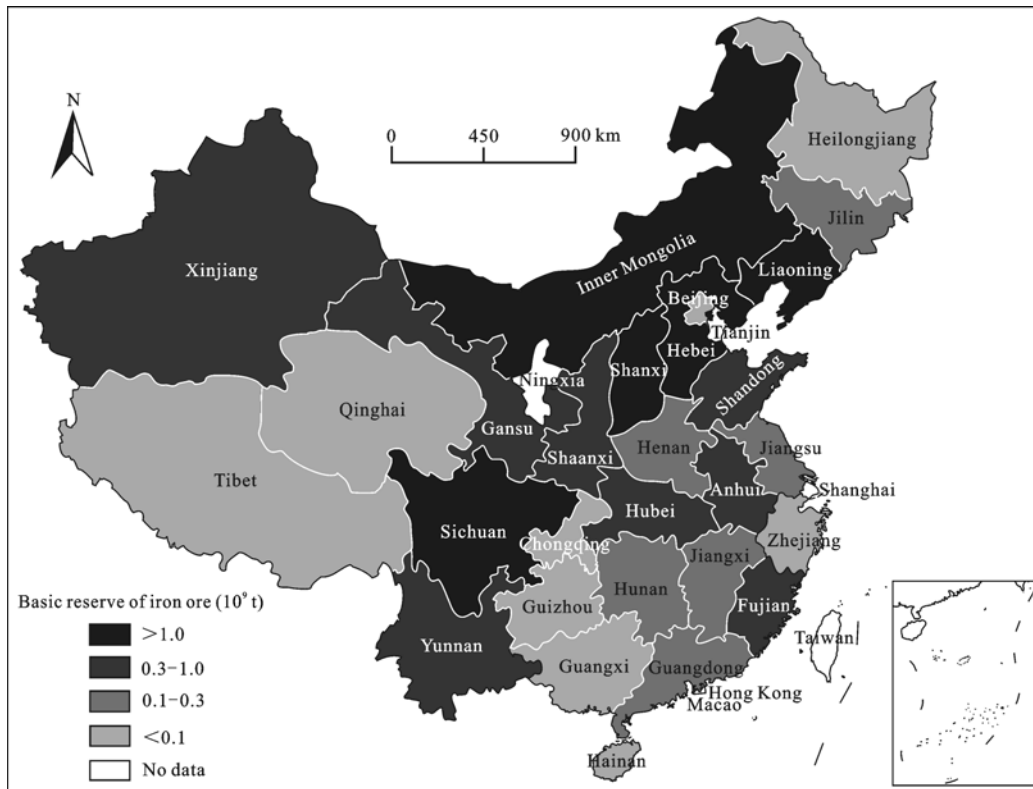 N
0 450 900 km
Heilongjiang
Jilin
Xinjiang
Inner Mongolia
Liaoning
Beijing
Tianjin
Hebei
Shanxi
Ningxia
Shandong
Qinghai
Gansu
Shaanxi
Henan
Jiangsu
Tibet
Anhui
Shanghai
Hubei
Sichuan
Chongqing
Zhejiang
Jiangxi
Hunan
Guizhou
Fujian
Basic reserve of iron ore (10⁹ t)
>1.0
0.3−1.0
0.1−0.3
<0.1
No data
Yunnan
Taiwan
Guangxi
Guangdong
Hong Kong
Macao
Hainan